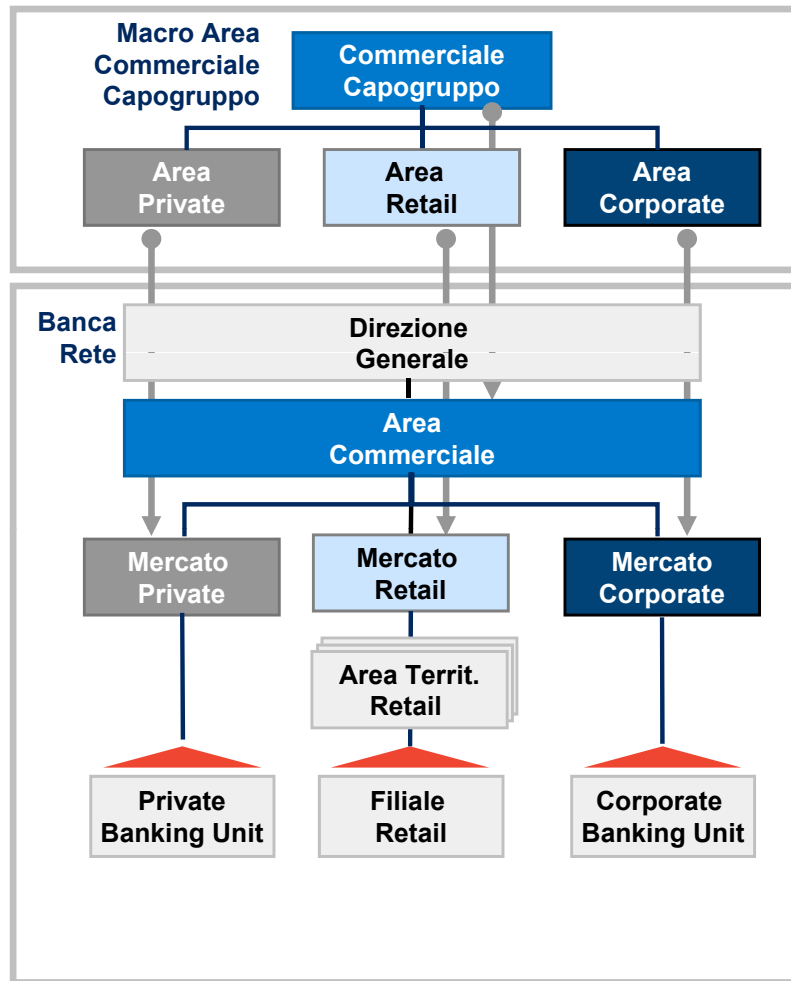 Macro Area
Commerciale
Capogruppo
Commerciale
Capogruppo
Area
Private
Area
Retail
Area
Corporate
Banca
Rete
Direzione
Generale
Area
Commerciale
Mercato
Private
Mercato
Retail
Mercato
Corporate
Area Territ.
Retail
Private
Banking Unit
Filiale
Retail
Corporate
Banking Unit